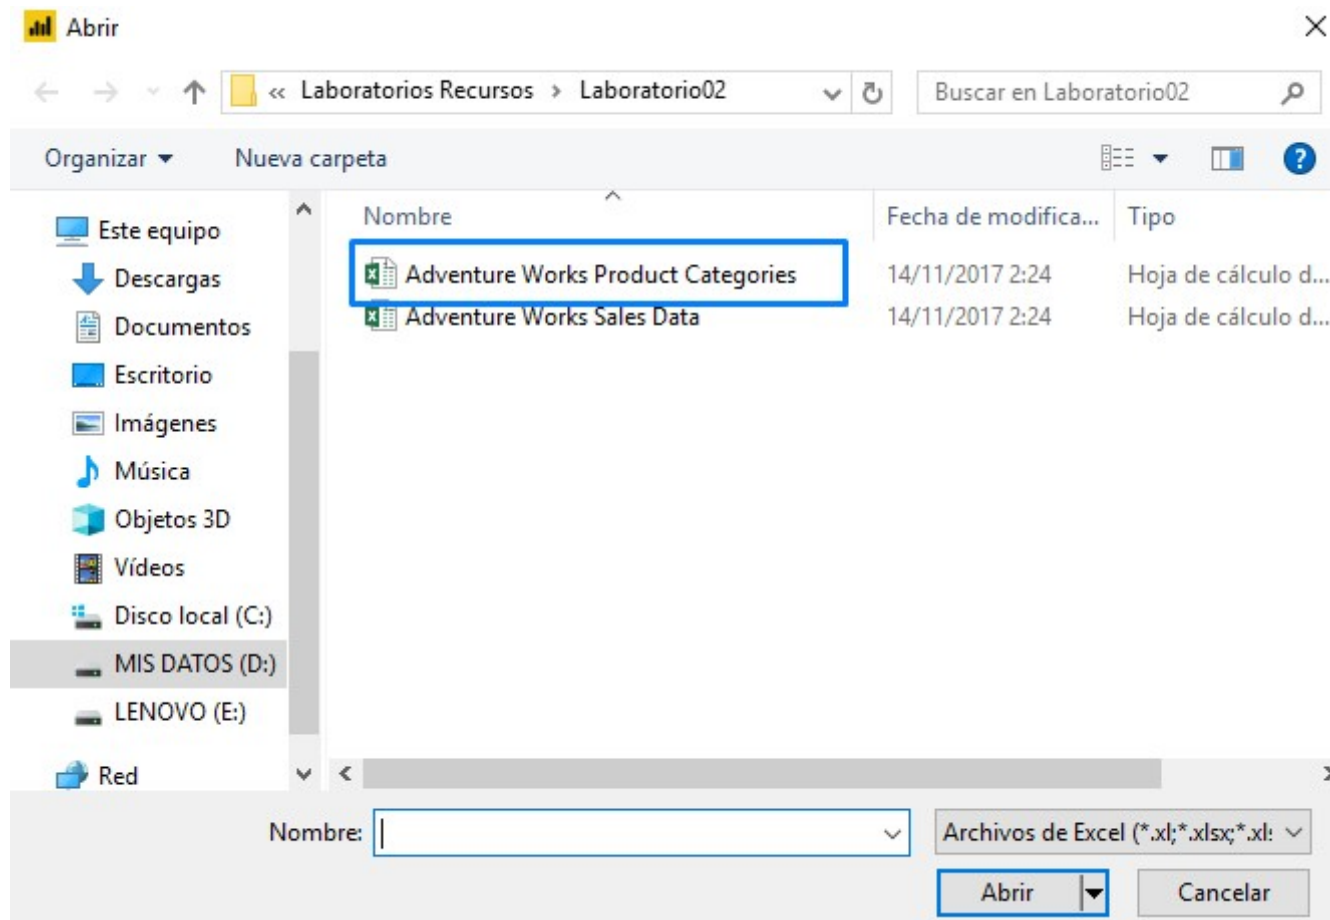 Abrir
« Laboratorios Recursos > Laboratorio02
Buscar en Laboratorio02
Organizar
Nueva carpeta
Nombre
Fecha de modifica...
Tipo
Este equipo
Descargas
Documentos
Escritorio
Imágenes
Música
Objetos 3D
Vídeos
Disco local (C:)
MIS DATOS (D:)
LENOVO (E:)
Red
Adventure Works Product Categories 14/11/2017 2:24 Hoja de cálculo d...
Adventure Works Sales Data 14/11/2017 2:24 Hoja de cálculo d...
Nombre:
Archivos de Excel (*.xl;*.xlsx;*.xl:
Abrir
Cancelar